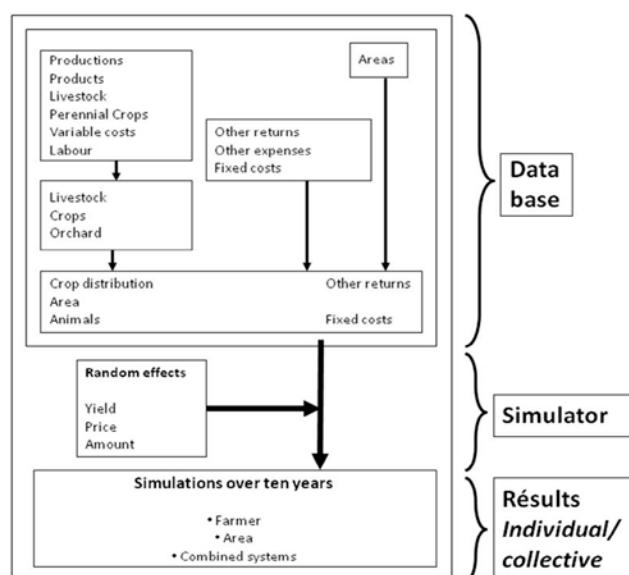 Productions
Products
Livestock
Perennial Crops
Variable costs
Labour
Areas
Other returns
Other expenses
Fixed costs
Livestock
Crops
Orchard
Crop distribution
Other returns
Area
Animals
Fixed costs
Data
base
Random effects
Yield
Price
Amount
Simulator
Simulations over ten years
• Farmer
• Area
• Combined systems
Résults
Individual/
collective